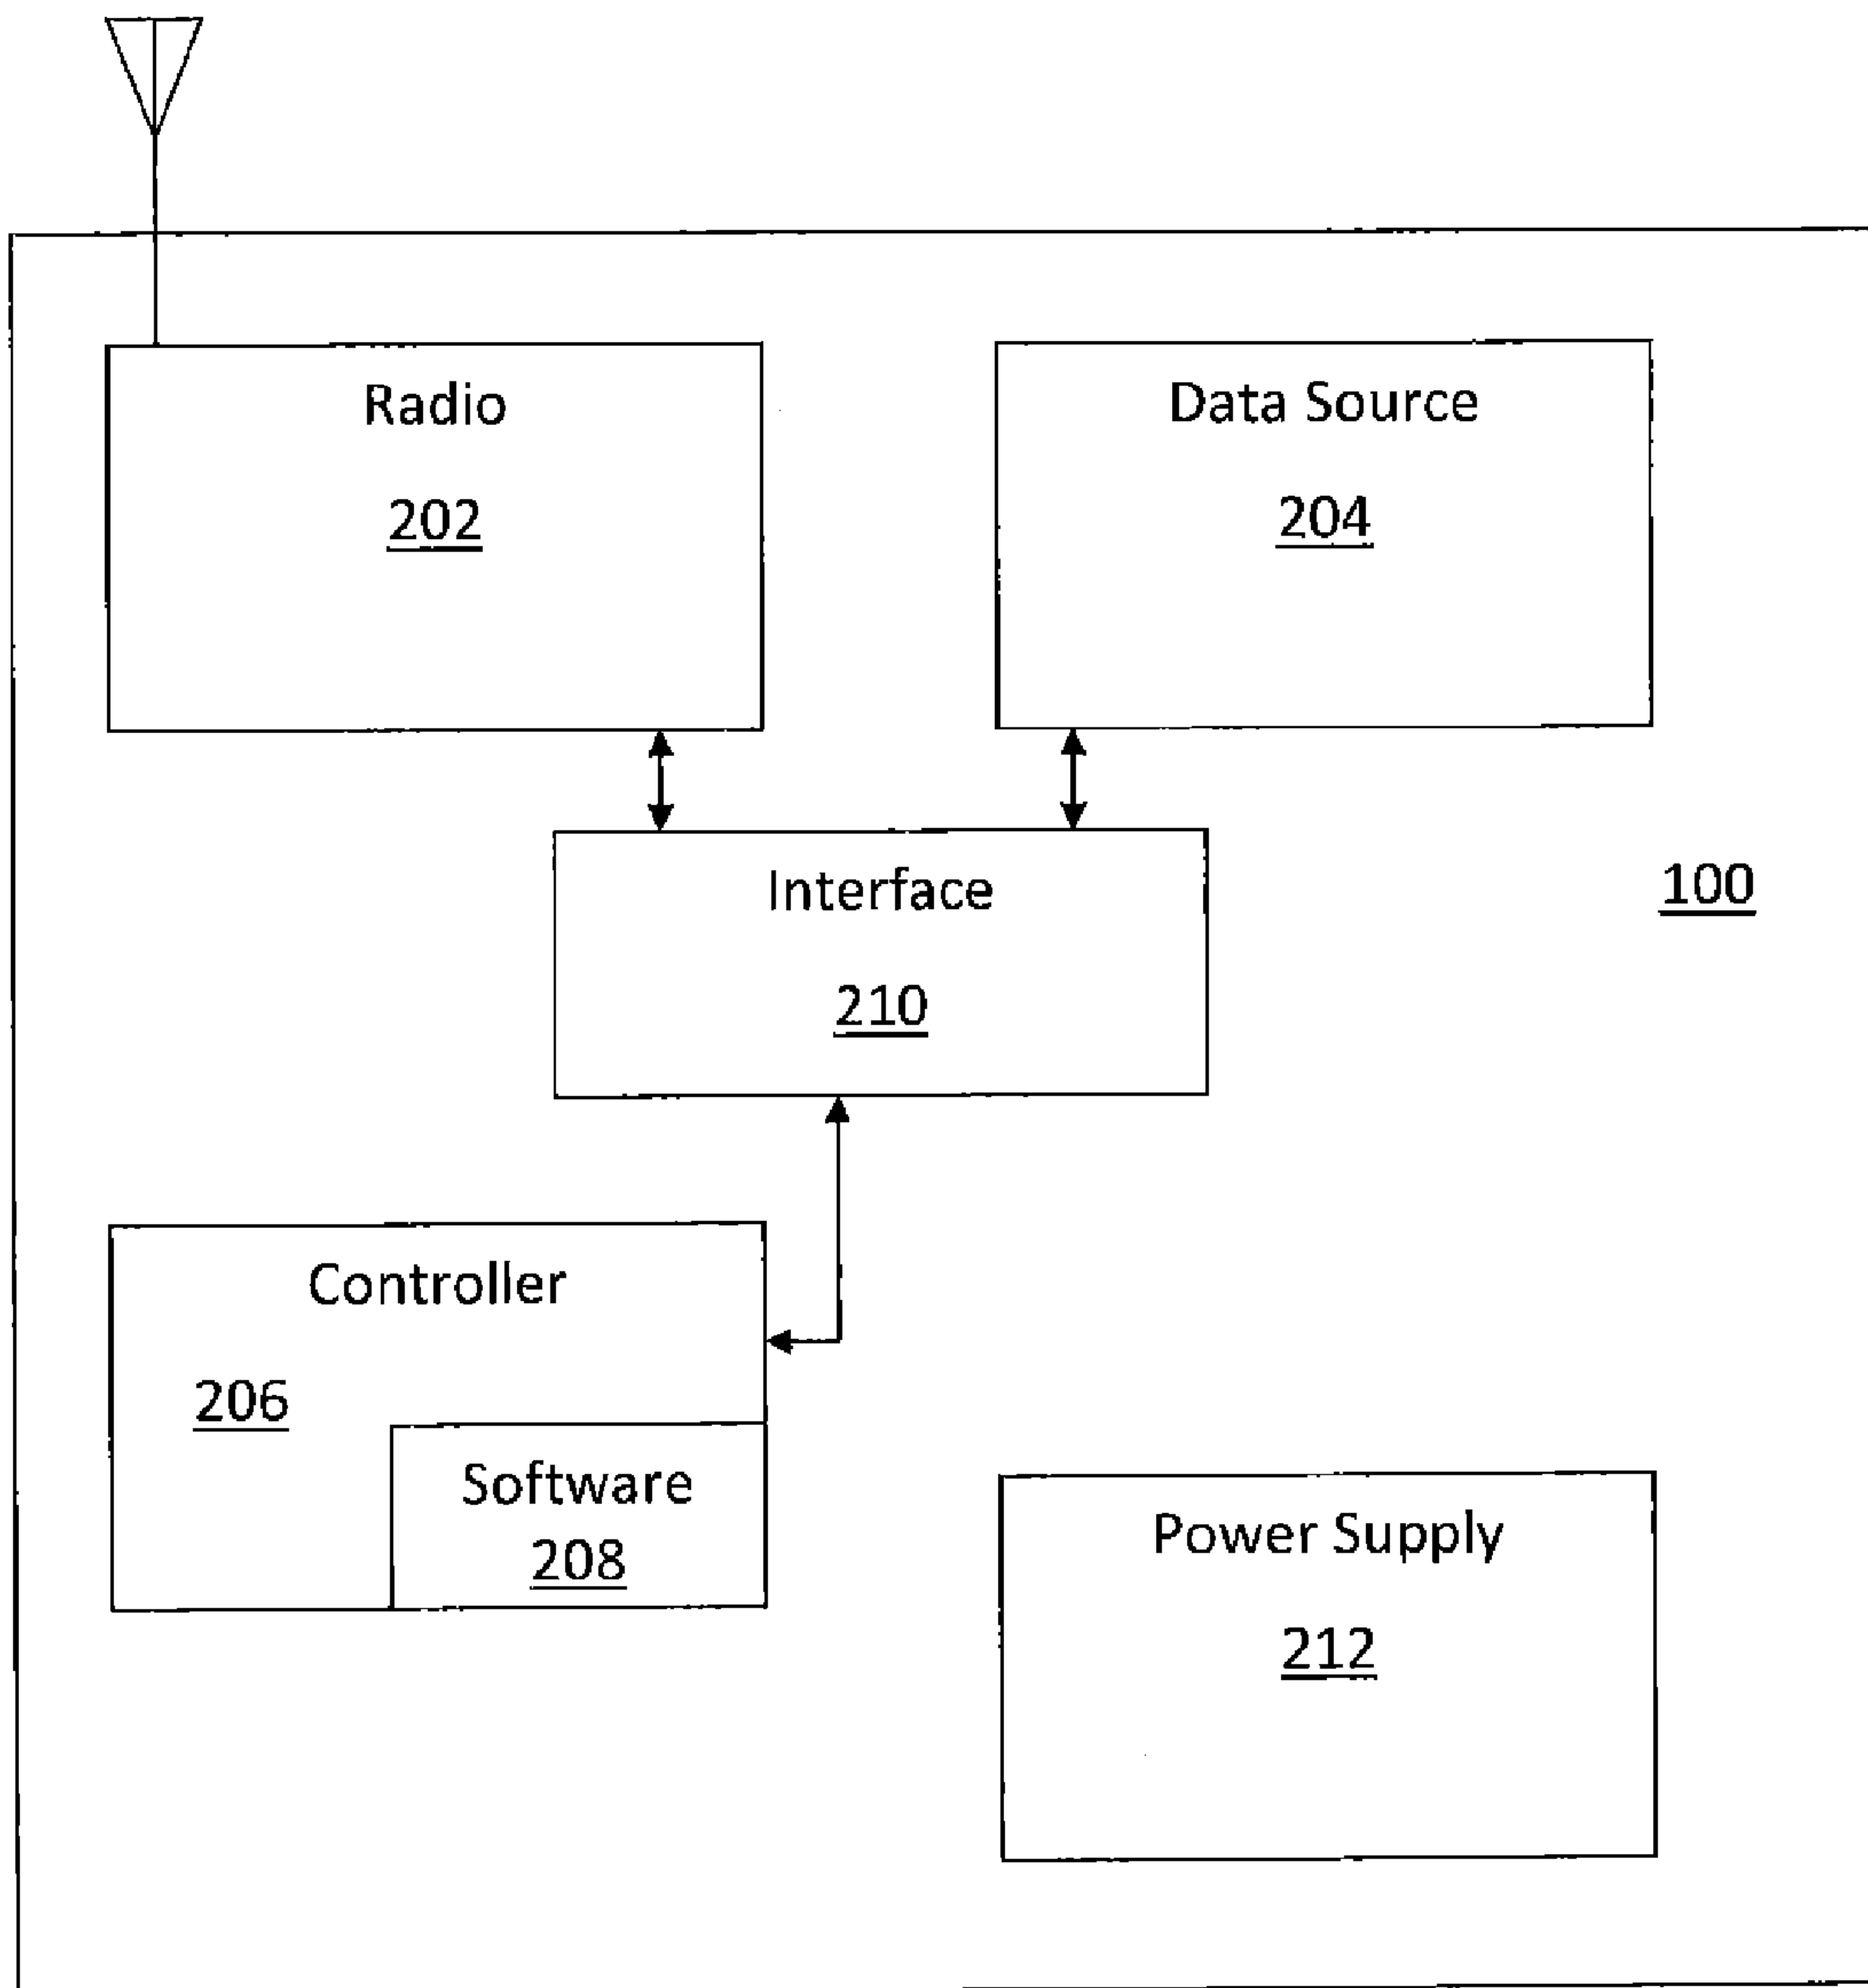 Radio
202
Data Source
204
Interface
210
100
Controller
206
Software
208
Power Supply
212